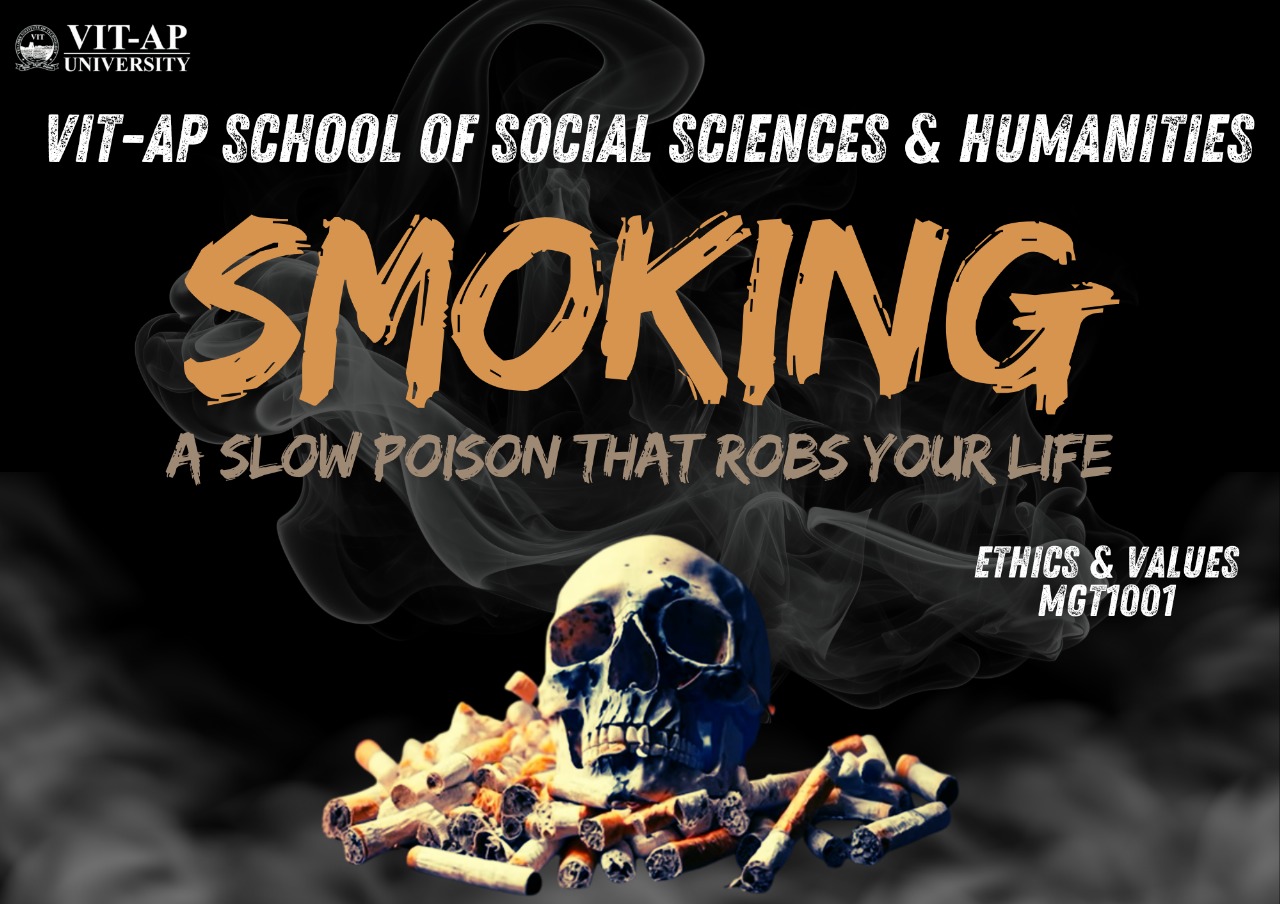 VIT-AP
UNIVERSITY
VIT-AP SCHOOL OF SOCIAL SCIENCES & HUMANITIES
SMOKING
A SLOW POISON THAT ROBS YOUR LIFE
ETHICS & VALUES
MGT1001